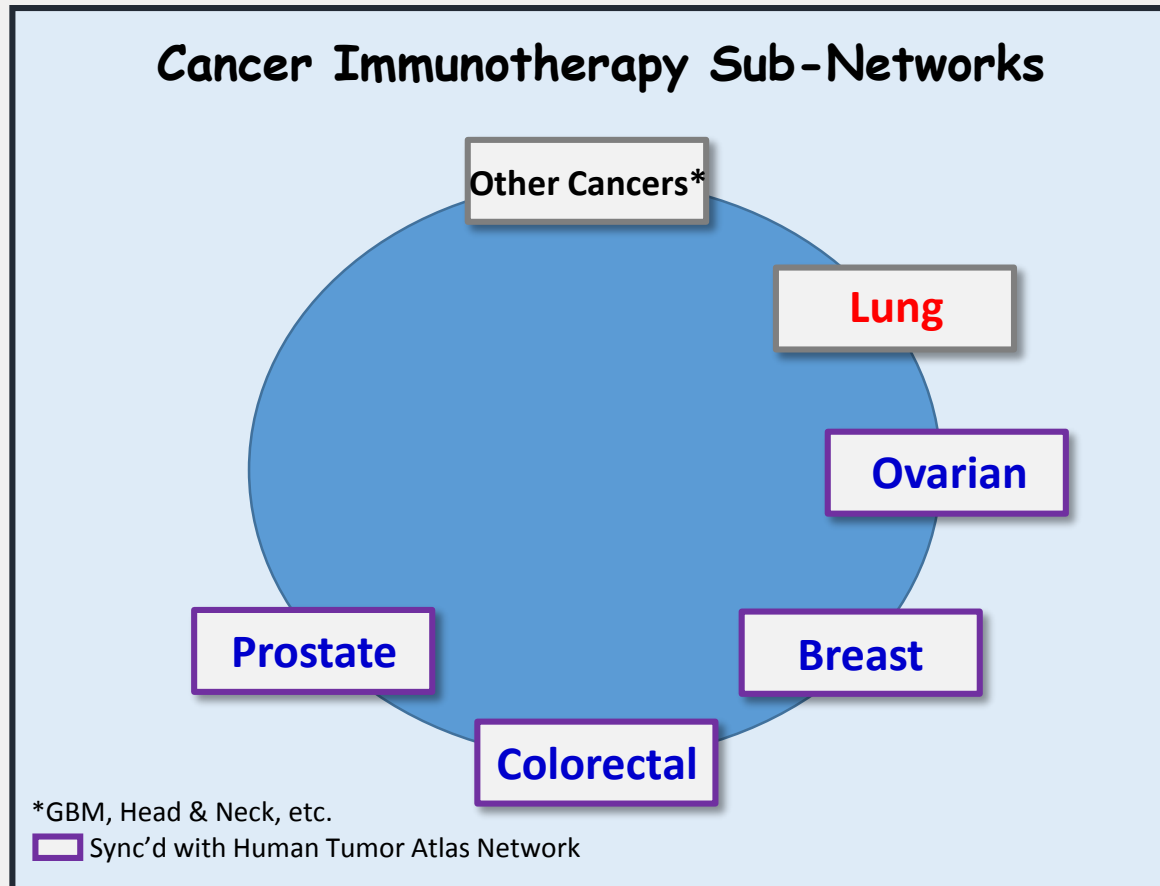 Cancer Immunotherapy Sub-Networks
Other Cancers*
Lung
Ovarian
Breast
Prostate
Colorectal
*GBM, Head & Neck, etc.
Sync’d with Human Tumor Atlas Network